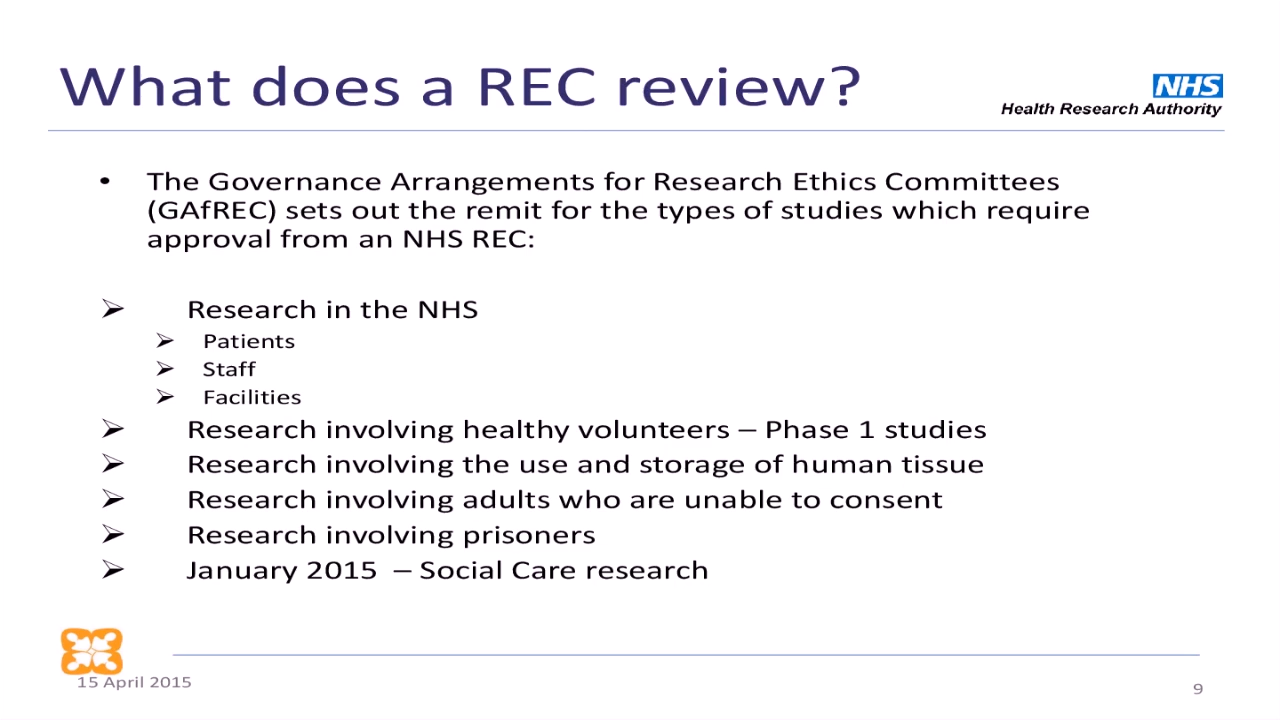 What does a REC review?
NHS
Health Research Authority
• The Governance Arrangements for Research Ethics Committees
(GAfREC) sets out the remit for the types of studies which require
approval from an NHS REC:
➢ Research in the NHS
➢ Patients
➢ Staff
➢ Facilities
➢ Research involving healthy volunteers – Phase 1 studies
➢ Research involving the use and storage of human tissue
➢ Research involving adults who are unable to consent
➢ Research involving prisoners
➢ January 2015 – Social Care research
15 April 2015
9